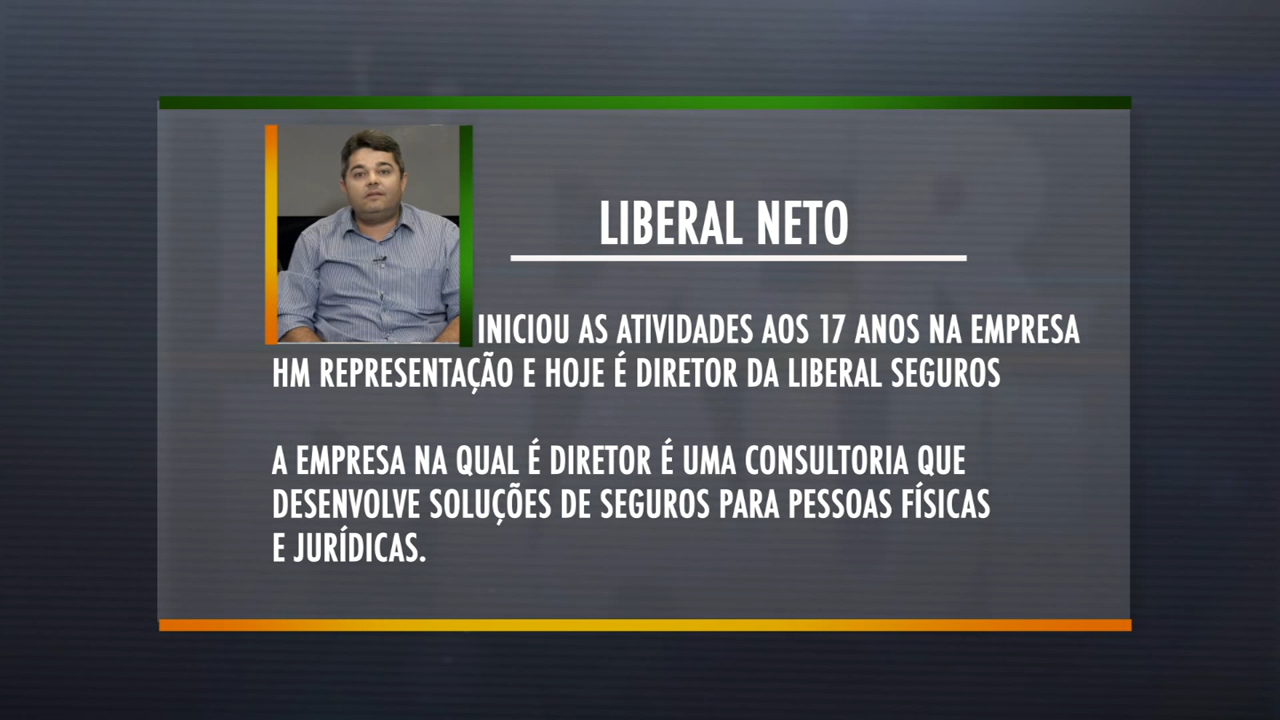 LIBERAL NETO
INICIOU AS ATIVIDADES AOS 17 ANOS NA EMPRESA
HM REPRESENTAÇÃO E HOJE É DIRETOR DA LIBERAL SEGUROS
A EMPRESA NA QUAL É DIRETOR É UMA CONSULTORIA QUE
DESENVOLVE SOLUÇÕES DE SEGUROS PARA PESSOAS FÍSICAS
E JURÍDICAS.